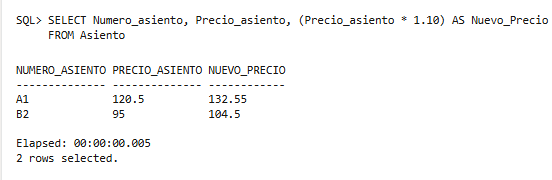 SQL> SELECT Numero_asiento, Precio_asiento, (Precio_asiento * 1.10) AS Nuevo_Precio
FROM Asiento
NUMERO_ASIENTO PRECIO_ASIENTO NUEVO_PRECIO
-------------- -------------- ------------
A1 120.5 132.55
B2 95 104.5
Elapsed: 00:00:00.005
2 rows selected.